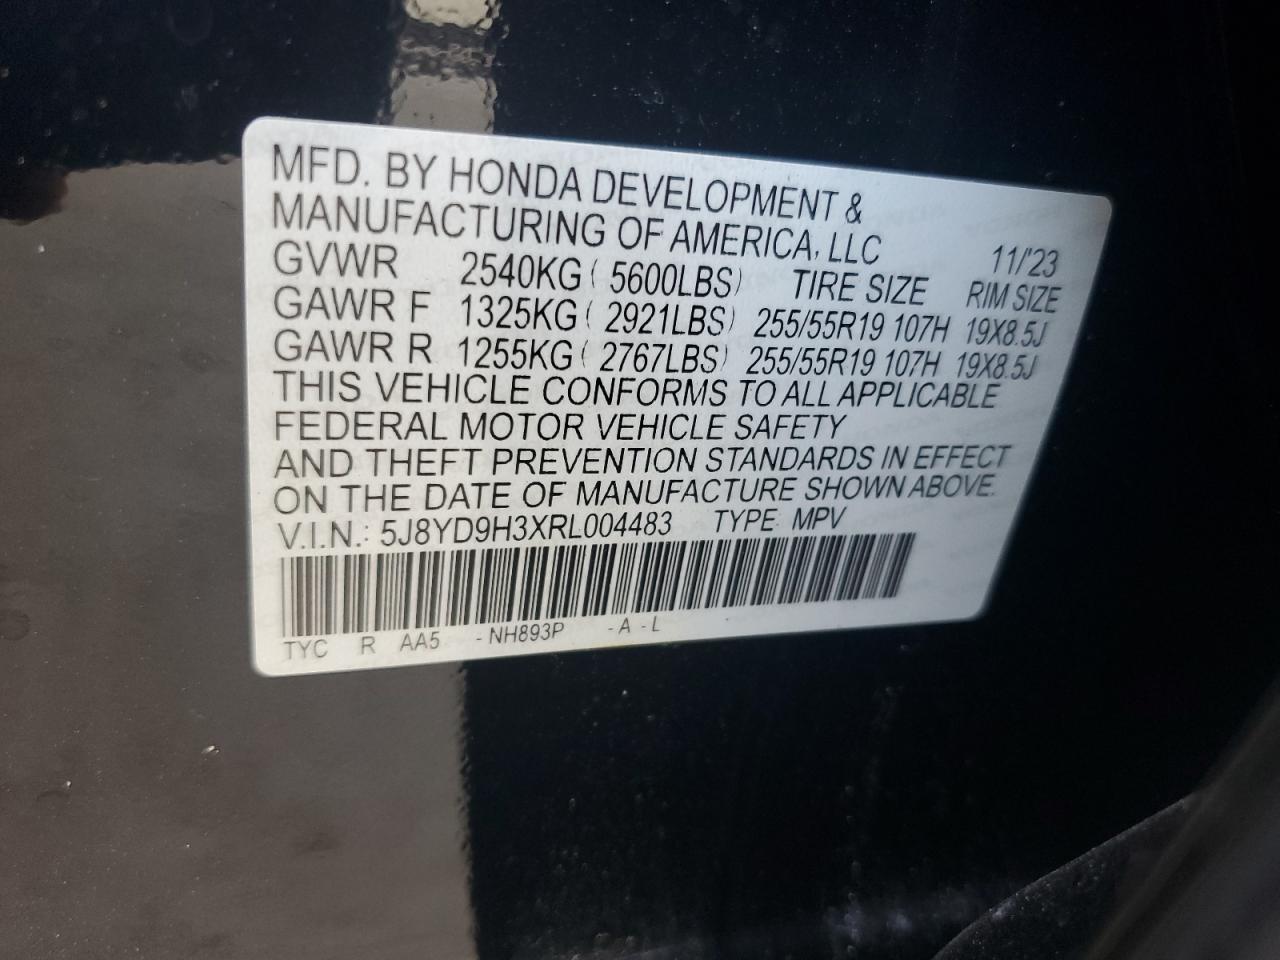 MFD. BY HONDA DEVELOPMENT &
MANUFACTURING OF AMERICA, LLC 11/'23
GVWR 2540KG ( 5600LBS) TIRE SIZE RIM SIZE
GAWR F 1325KG ( 2921LBS) 255/55R19 107H 19X8.5J
GAWR R 1255KG ( 2767LBS) 255/55R19 107H 19X8.5J
THIS VEHICLE CONFORMS TO ALL APPLICABLE
FEDERAL MOTOR VEHICLE SAFETY
AND THEFT PREVENTION STANDARDS IN EFFECT
ON THE DATE OF MANUFACTURE SHOWN ABOVE.
V.I.N.: 5J8YD9H3XRL004483 TYPE: MPV
TYC R AA5 -NH893P -A-L